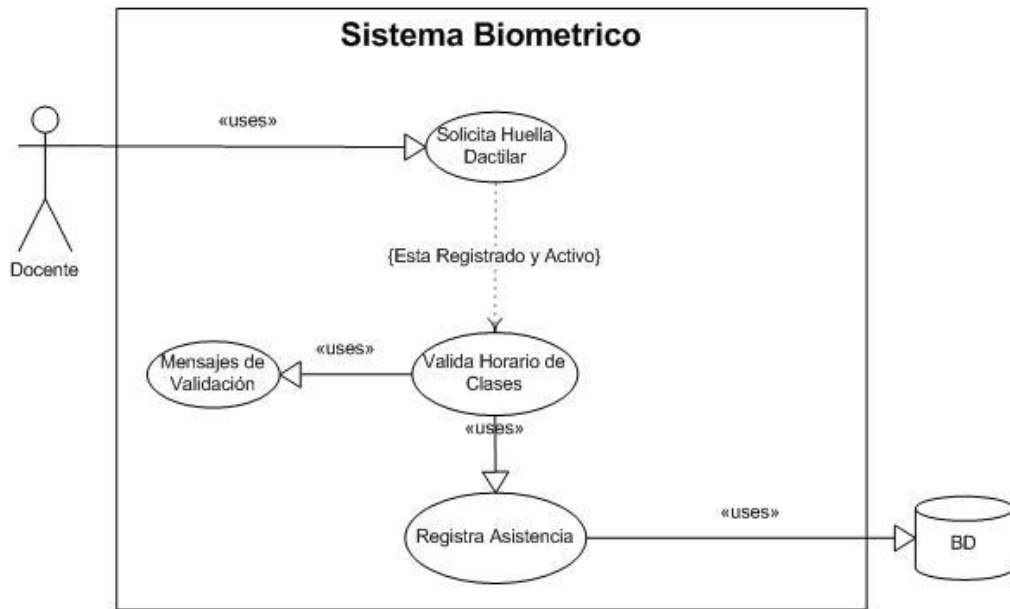 Sistema Biometrico
«uses»
Solicita Huella
Dactilar
Docente
{Esta Registrado y Activo}
«uses»
Mensajes de
Validación
Valida Horario de
Clases
«uses»
Registra Asistencia
«uses»
BD